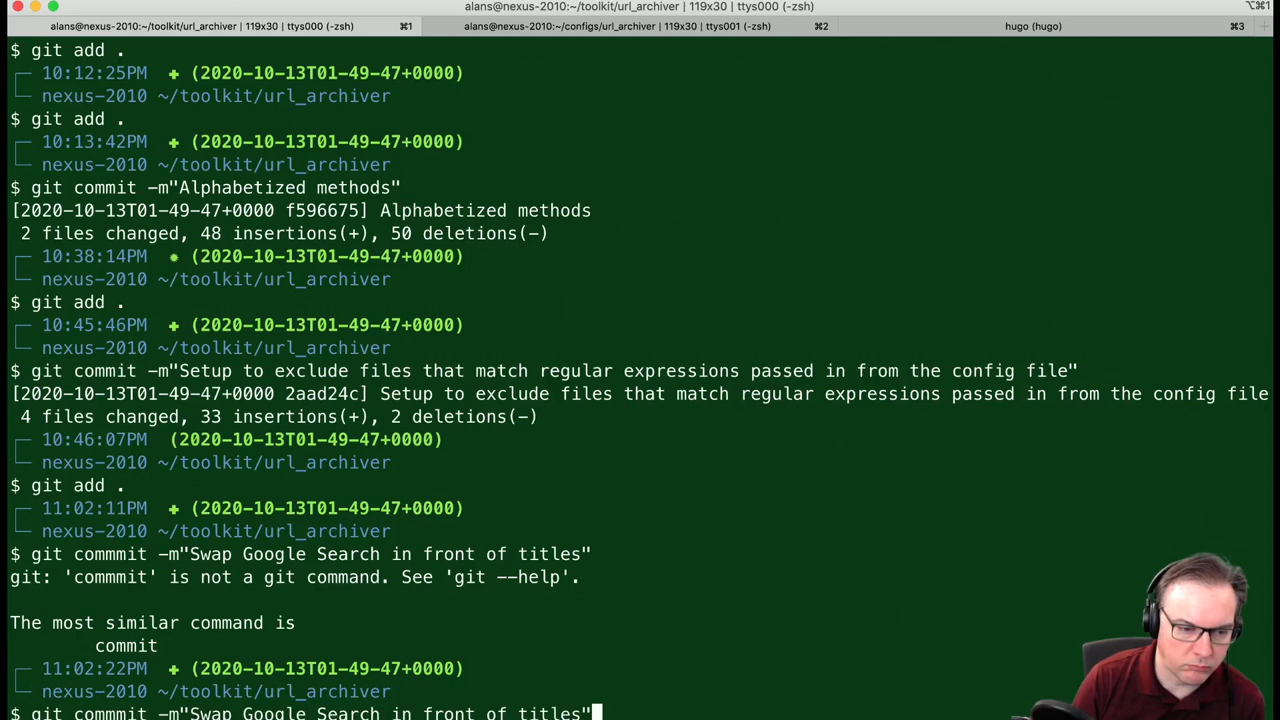 alans@nexus-2010:~/toolkit/url_archiver | 119x30 | ttys000 (-zsh)
⌥⌘1
alans@nexus-2010:~/toolkit/url_archiver | 119x30 | ttys000 (-zsh) ⌘1 alans@nexus-2010:~/configs/url_archiver | 119x30 | ttys001 (-zsh) ⌘2 hugo (hugo) ⌘3
$ git add .
┌─ 10:12:25PM ✚ (2020-10-13T01-49-47+0000)
└─ nexus-2010 ~/toolkit/url_archiver
$ git add .
┌─ 10:13:42PM ✚ (2020-10-13T01-49-47+0000)
└─ nexus-2010 ~/toolkit/url_archiver
$ git commit -m"Alphabetized methods"
[2020-10-13T01-49-47+0000 f596675] Alphabetized methods
 2 files changed, 48 insertions(+), 50 deletions(-)
┌─ 10:38:14PM ● (2020-10-13T01-49-47+0000)
└─ nexus-2010 ~/toolkit/url_archiver
$ git add .
┌─ 10:45:46PM ✚ (2020-10-13T01-49-47+0000)
└─ nexus-2010 ~/toolkit/url_archiver
$ git commit -m"Setup to exclude files that match regular expressions passed in from the config file"
[2020-10-13T01-49-47+0000 2aad24c] Setup to exclude files that match regular expressions passed in from the config file
 4 files changed, 33 insertions(+), 2 deletions(-)
┌─ 10:46:07PM (2020-10-13T01-49-47+0000)
└─ nexus-2010 ~/toolkit/url_archiver
$ git add .
┌─ 11:02:11PM ✚ (2020-10-13T01-49-47+0000)
└─ nexus-2010 ~/toolkit/url_archiver
$ git commmit -m"Swap Google Search in front of titles"
git: 'commmit' is not a git command. See 'git --help'.
The most similar command is
commit
┌─ 11:02:22PM ✚ (2020-10-13T01-49-47+0000)
└─ nexus-2010 ~/toolkit/url_archiver
$ git commmit -m"Swap Google Search in front of titles"